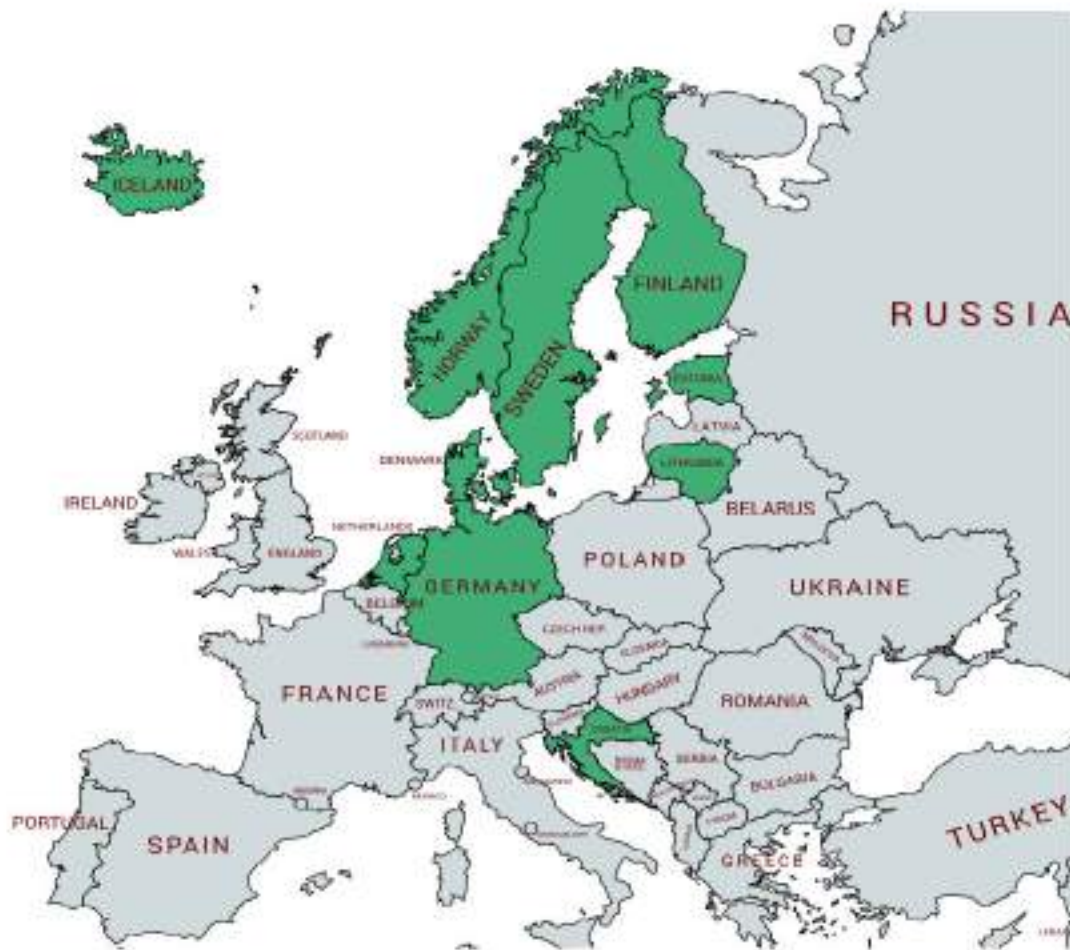 ICELAND
FINLAND
RUSSIA
NORWAY
SWEDEN
ESTONIA
LATVIA
SCOTLAND
DENMARK
LITHUANIA
IRELAND
BELARUS
NETHERLANDS
WALES
ENGLAND
POLAND
GERMANY
UKRAINE
BELGIUM
CZECH REP.
SLOVAKIA
AUSTRIA
HUNGARY
FRANCE
SWITZ.
ROMANIA
ITALY
SERBIA
BULGARIA
PORTUGAL
SPAIN
TURKEY
GREECE